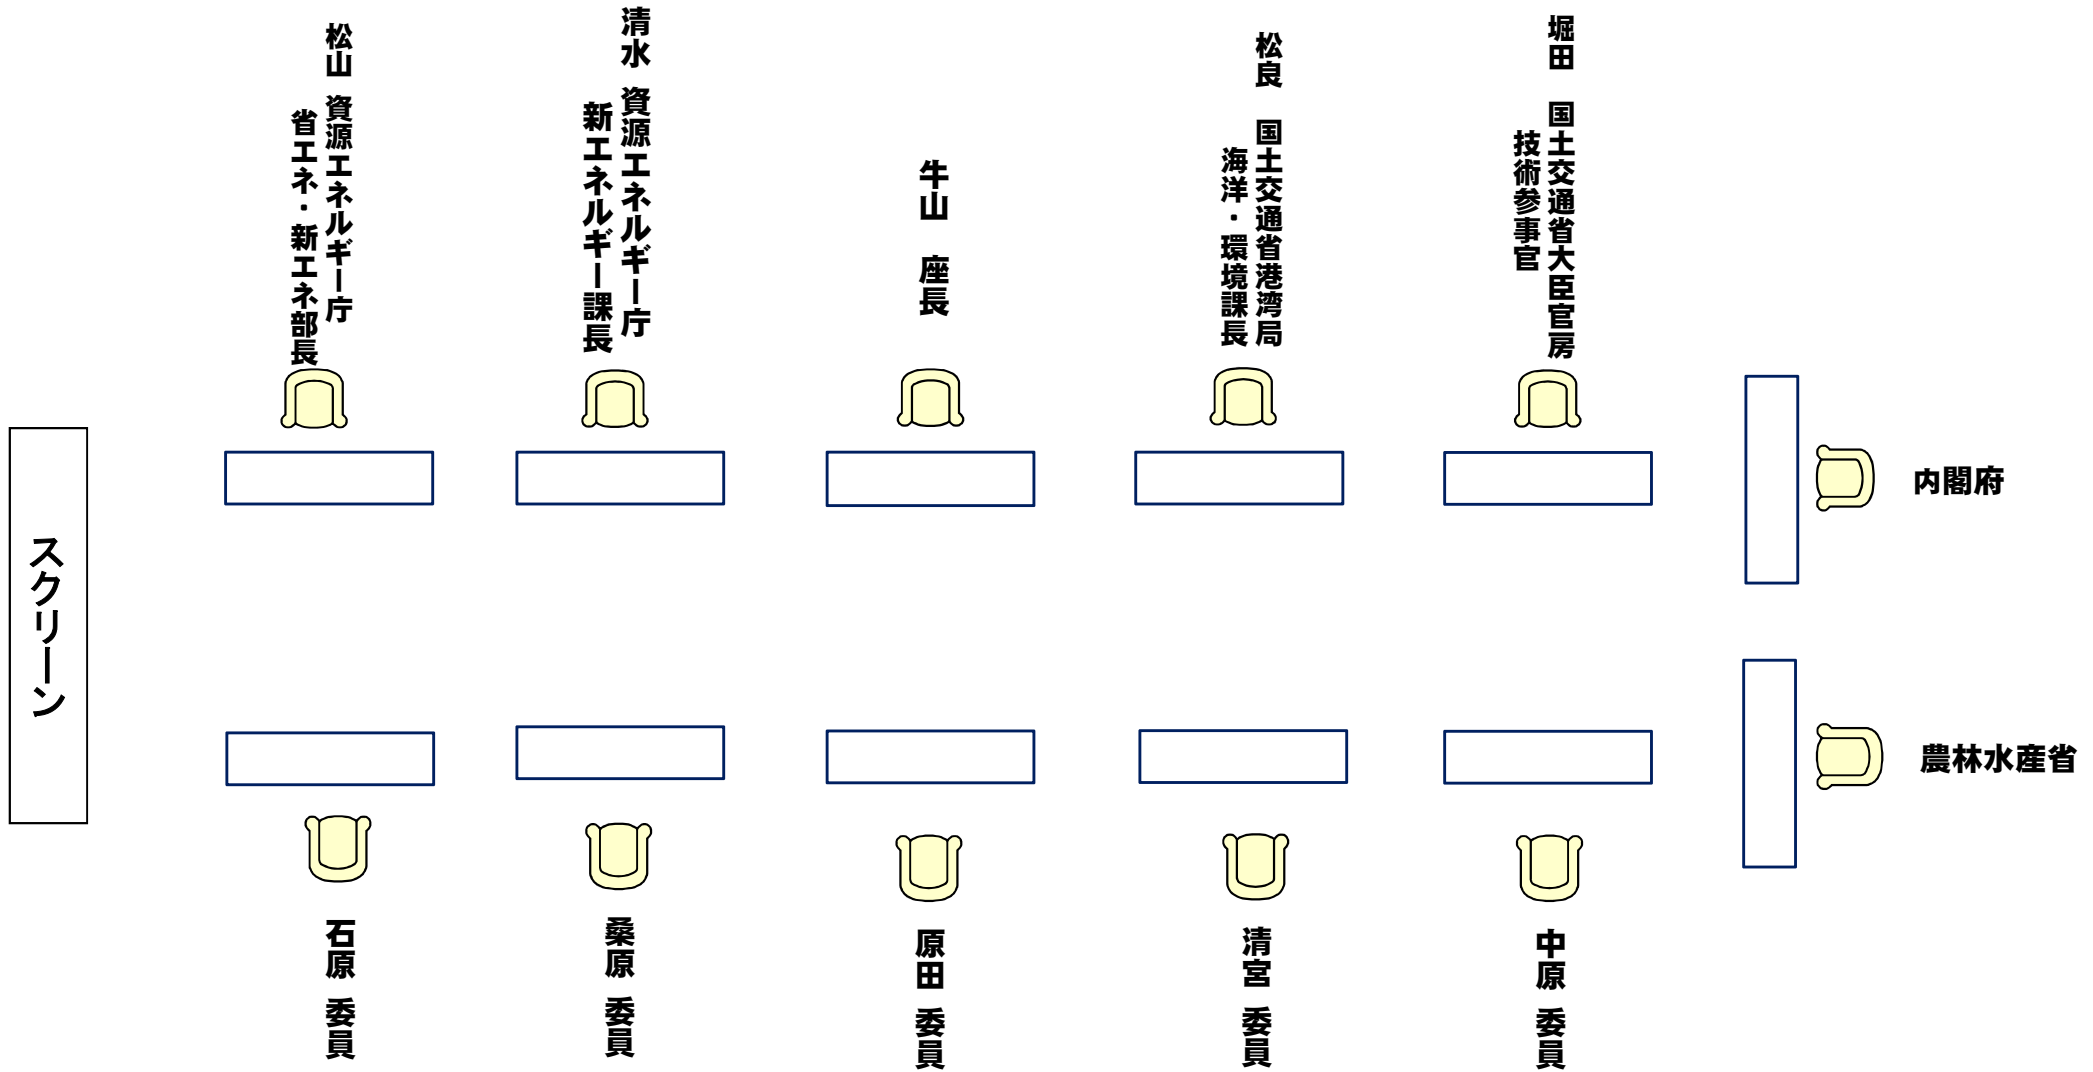 松山 資源エネルギー庁
省エネ・新エネ部長
清水 資源エネルギー庁
新エネルギー課長
牛山 座長
松良 国土交通省港湾局
海洋・環境課長
堀田 国土交通省大臣官房
技術参事官
内閣府
スクリーン
農林水産省
石原 委員
桑原 委員
原田 委員
清宮 委員
中原 委員